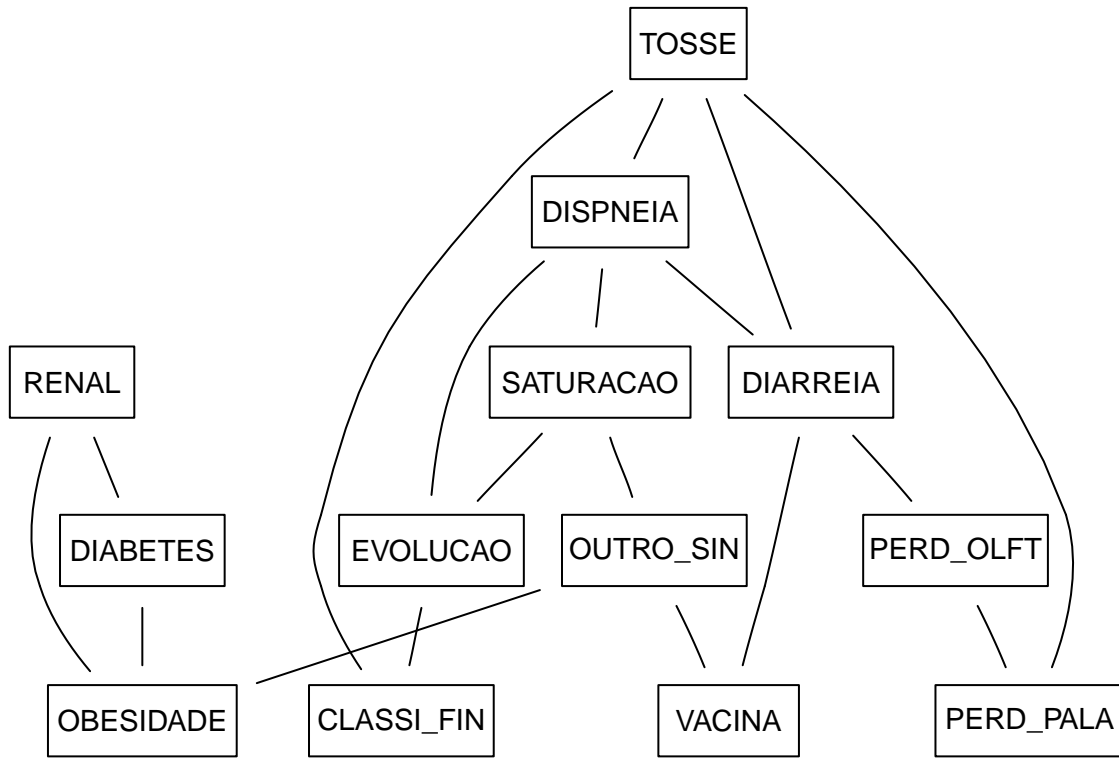 TOSSE
DISPNEIA
RENAL
SATURACAO
DIARREIA
DIABETES
EVOLUCAO
OUTRO_SIN
PERD_OLFT
OBESIDADE
CLASSI_FIN
VACINA
PERD_PALA